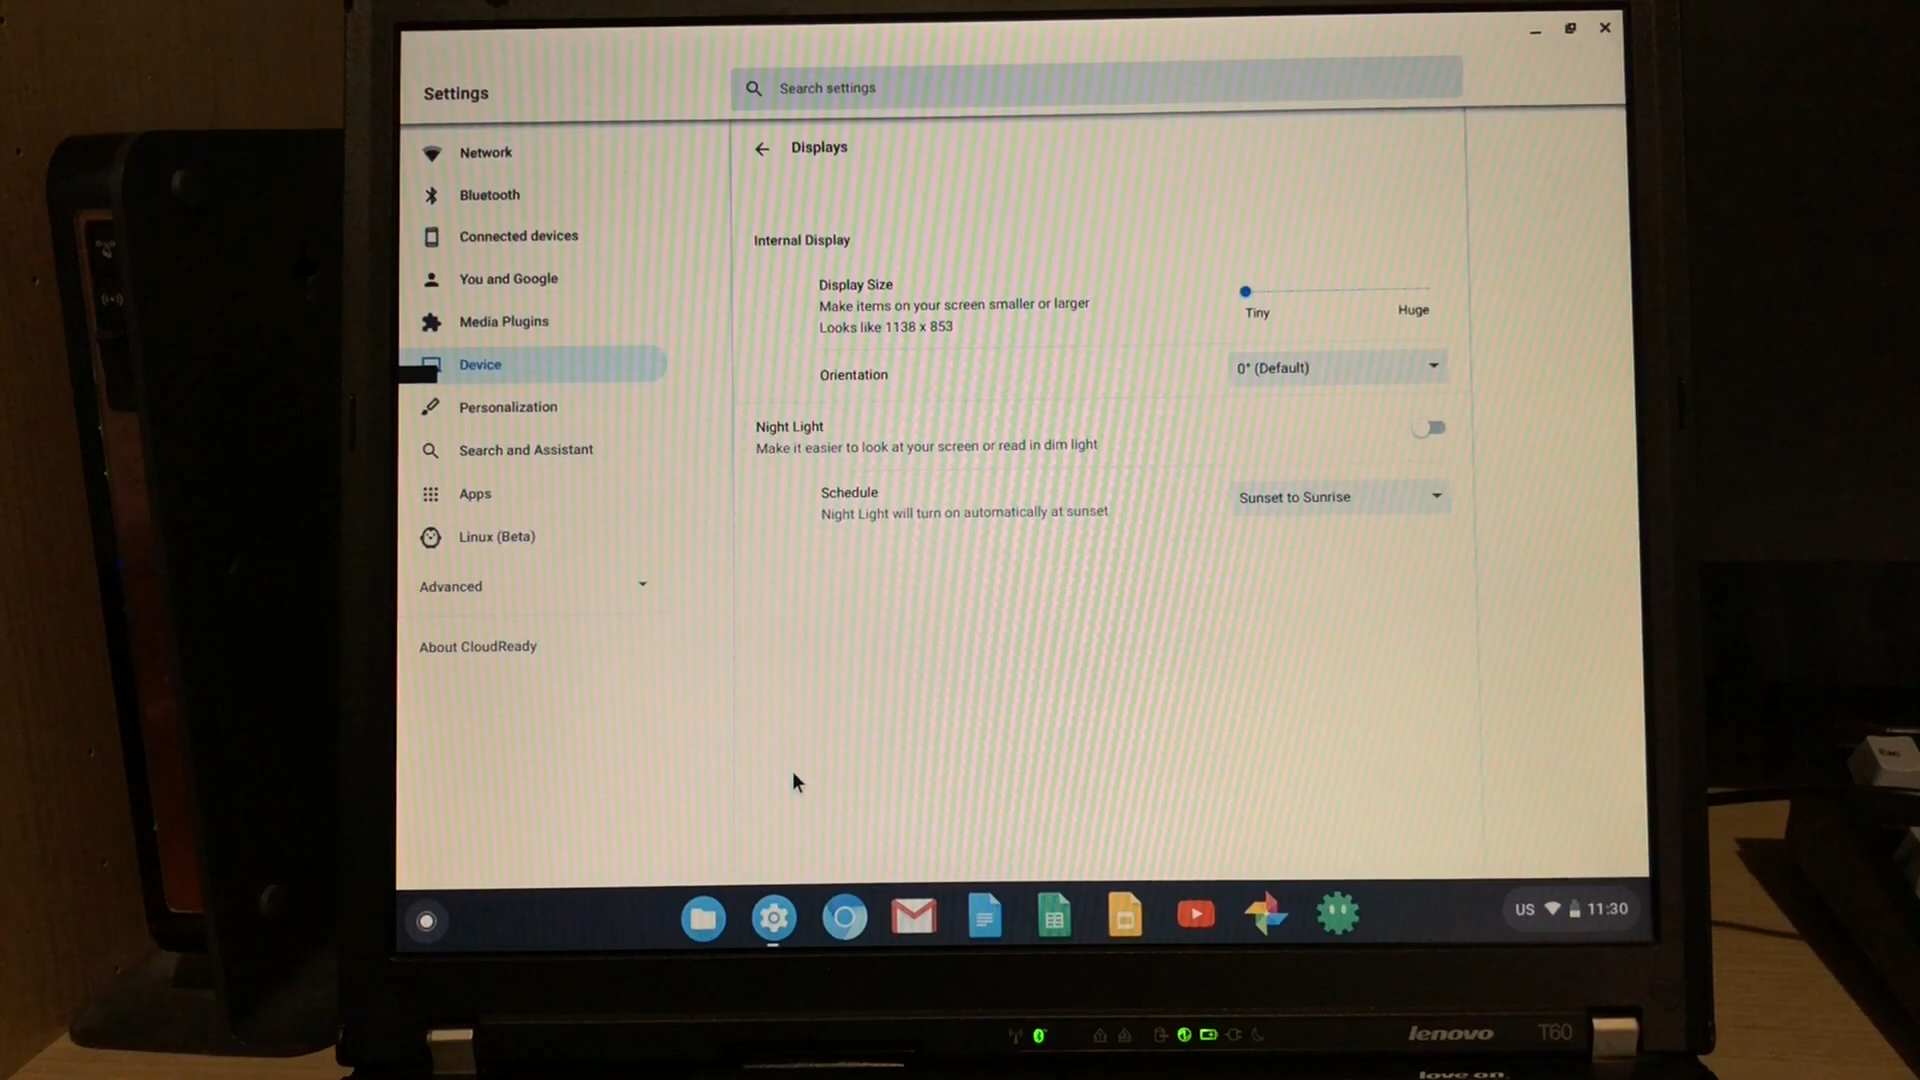 Settings
Search settings
Network
Bluetooth
Connected devices
You and Google
Media Plugins
Device
Personalization
Search and Assistant
Apps
Linux (Beta)
Advanced
About CloudReady
Displays
Internal Display
Display Size
Make items on your screen smaller or larger
Looks like 1138 x 853
Tiny
Huge
Orientation
0° (Default)
Night Light
Make it easier to look at your screen or read in dim light
Schedule
Night Light will turn on automatically at sunset
Sunset to Sunrise
US
11:30
lenovo
T60
love on.
Esc